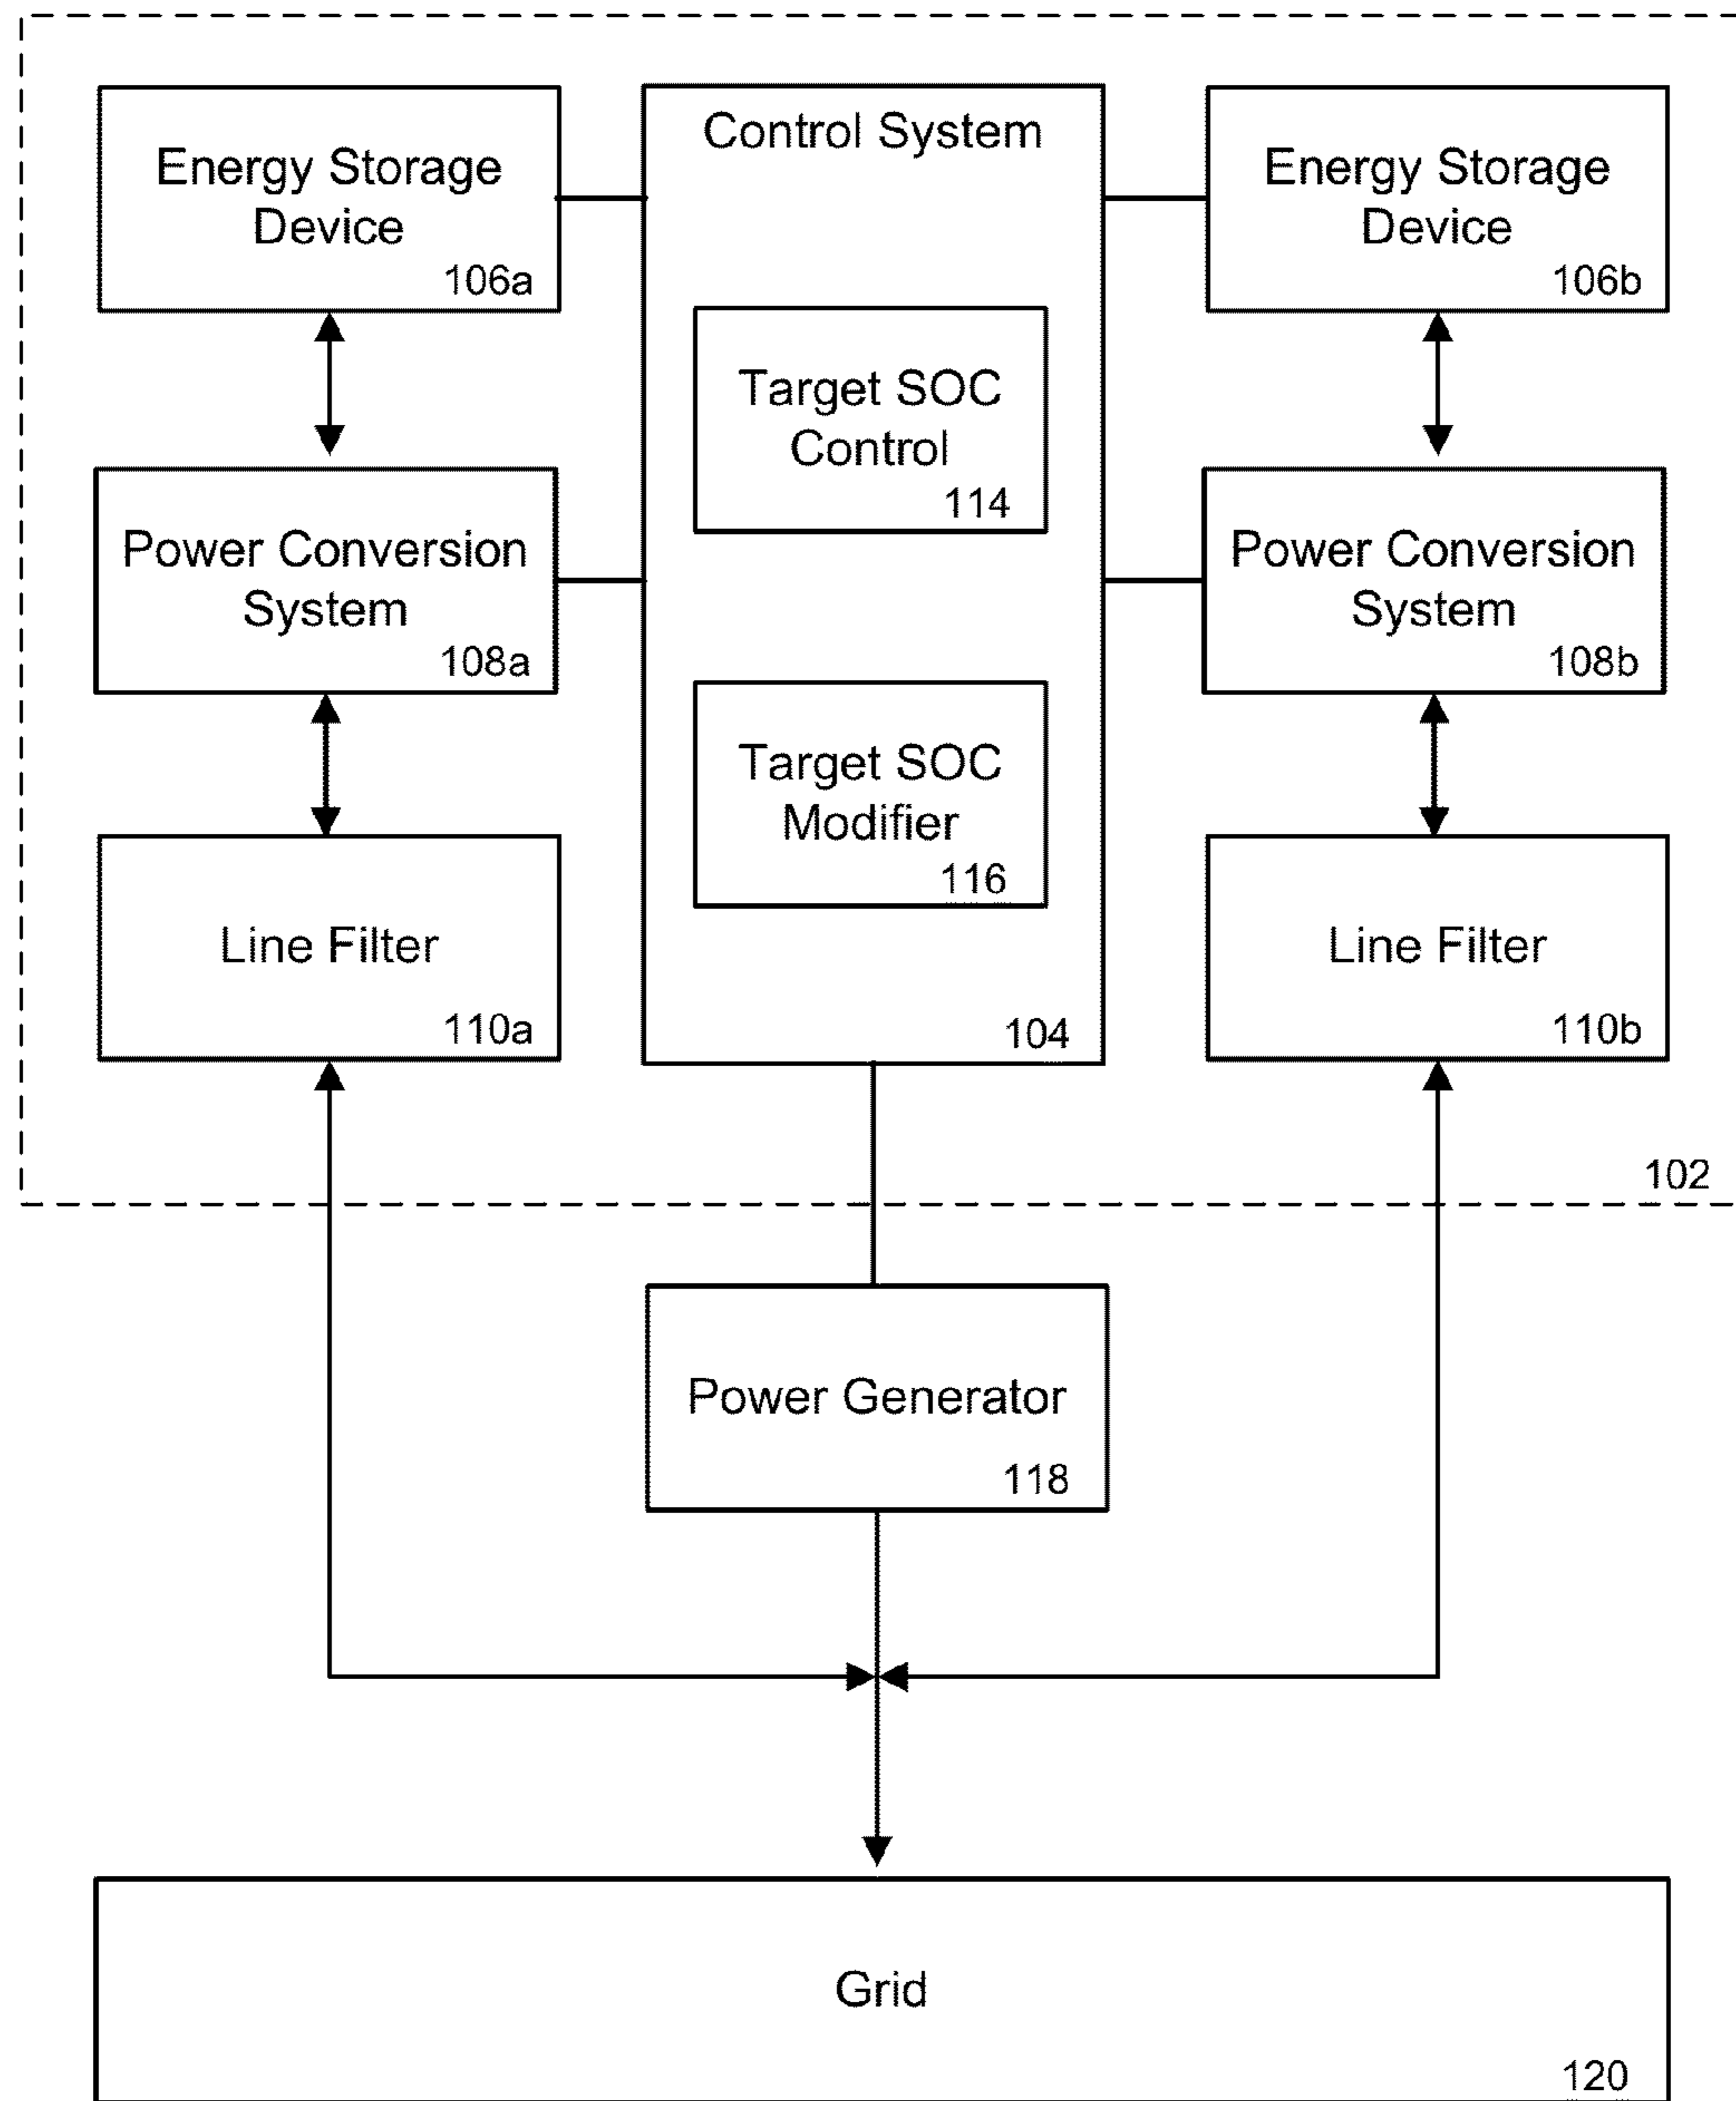 Energy Storage
Device
106a
Control System
Energy Storage
Device
106b
Target SOC
Control
114
Power Conversion
System
108a
Power Conversion
System
108b
Target SOC
Modifier
116
Line Filter
110a
104
Line Filter
110b
102
Power Generator
118
Grid
120